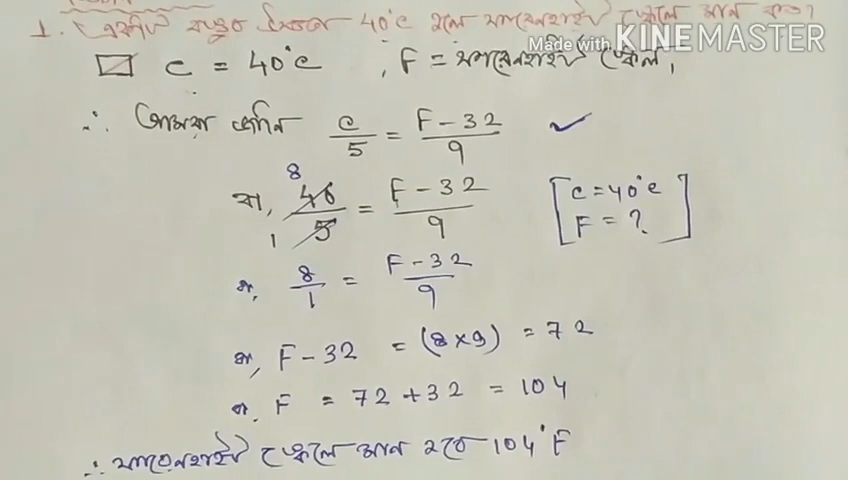 1. একটি বস্তুর উষ্ণতা 40°c হলে ফারেনহাইট স্কেলে মান কত?
Made with KINEMASTER
c = 40°c , F = ফারেনহাইট স্কেল,
∴ আমরা জানি c/5 = F - 32/9 ✓
বা, 8 40/1 5 = F - 32/9 [c = 40°c F = ?]
বা, 8/1 = F - 32/9
বা, F - 32 = (8 x 9) = 72
বা, F = 72 + 32 = 104
∴ ফারেনহাইট স্কেলে মান হবে 104°F